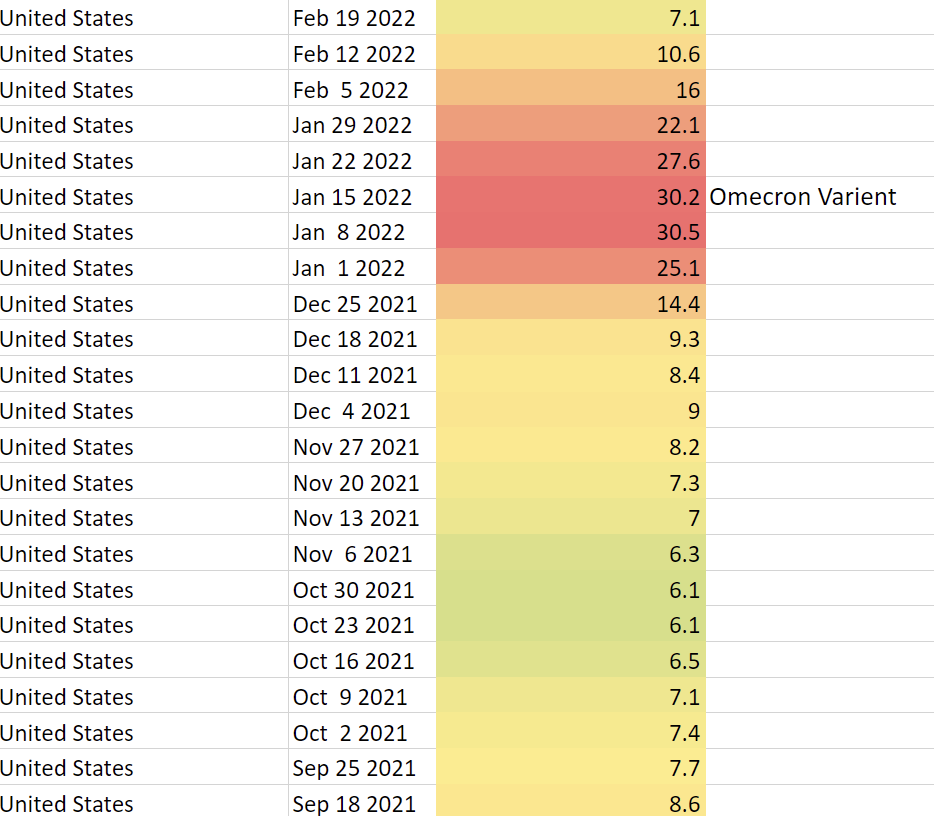 United States Feb 19 2022 7.1
United States Feb 12 2022 10.6
United States Feb  5 2022 16
United States Jan 29 2022 22.1
United States Jan 22 2022 27.6
United States Jan 15 2022 30.2 Omecron Varient
United States Jan  8 2022 30.5
United States Jan  1 2022 25.1
United States Dec 25 2021 14.4
United States Dec 18 2021 9.3
United States Dec 11 2021 8.4
United States Dec  4 2021 9
United States Nov 27 2021 8.2
United States Nov 20 2021 7.3
United States Nov 13 2021 7
United States Nov  6 2021 6.3
United States Oct 30 2021 6.1
United States Oct 23 2021 6.1
United States Oct 16 2021 6.5
United States Oct  9 2021 7.1
United States Oct  2 2021 7.4
United States Sep 25 2021 7.7
United States Sep 18 2021 8.6